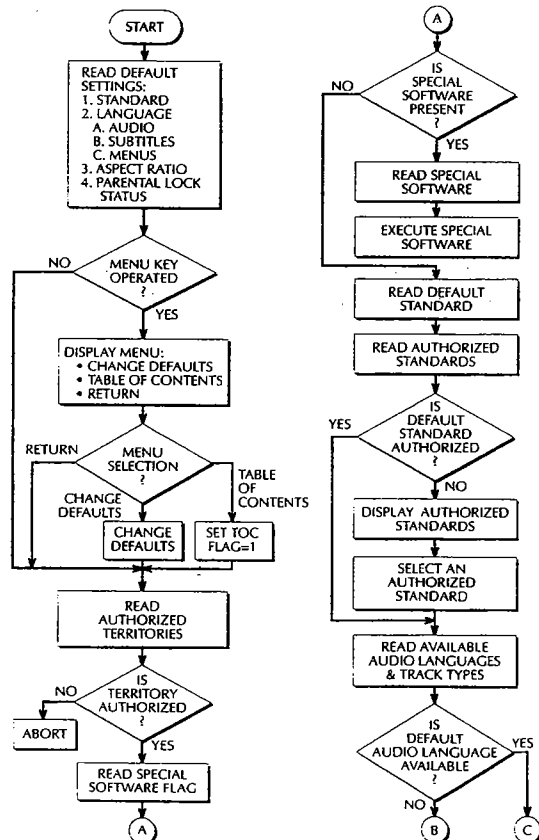 START
READ DEFAULT
SETTINGS:
1. STANDARD
2. LANGUAGE
A. AUDIO
B. SUBTITLES
C. MENUS
3. ASPECT RATIO
4. PARENTAL LOCK
STATUS
NO
MENU KEY
OPERATED
?
YES
DISPLAY MENU:
• CHANGE DEFAULTS
• TABLE OF CONTENTS
• RETURN
RETURN
MENU
SELECTION
?
CHANGE
DEFAULTS
TABLE
OF
CONTENTS
CHANGE
DEFAULTS
SET TOC
FLAG=1
READ
AUTHORIZED
TERRITORIES
NO
IS
TERRITORY
AUTHORIZED
?
ABORT
YES
READ SPECIAL
SOFTWARE FLAG
A
A
NO
IS
SPECIAL
SOFTWARE
PRESENT
?
YES
READ SPECIAL
SOFTWARE
EXECUTE SPECIAL
SOFTWARE
READ DEFAULT
STANDARD
READ AUTHORIZED
STANDARDS
YES
IS
DEFAULT
STANDARD
AUTHORIZED
?
NO
DISPLAY AUTHORIZED
STANDARDS
SELECT AN
AUTHORIZED
STANDARD
READ AVAILABLE
AUDIO LANGUAGES
& TRACK TYPES
IS
DEFAULT
AUDIO LANGUAGE
AVAILABLE
?
YES
NO
B
C